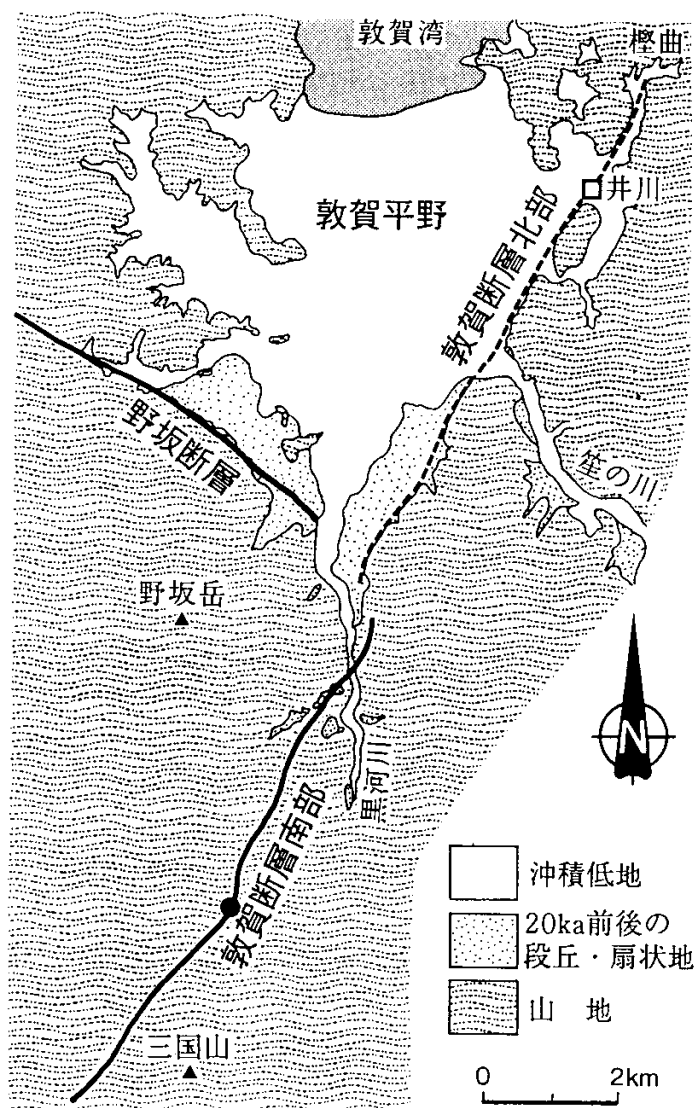 敦賀湾
樫曲
井川
敦賀平野
敦賀断層北部
野坂断層
笙の川
野坂岳
黒河川
敦賀断層南部
三国山
N
沖積低地
20ka前後の
段丘・扇状地
山 地
0 2km